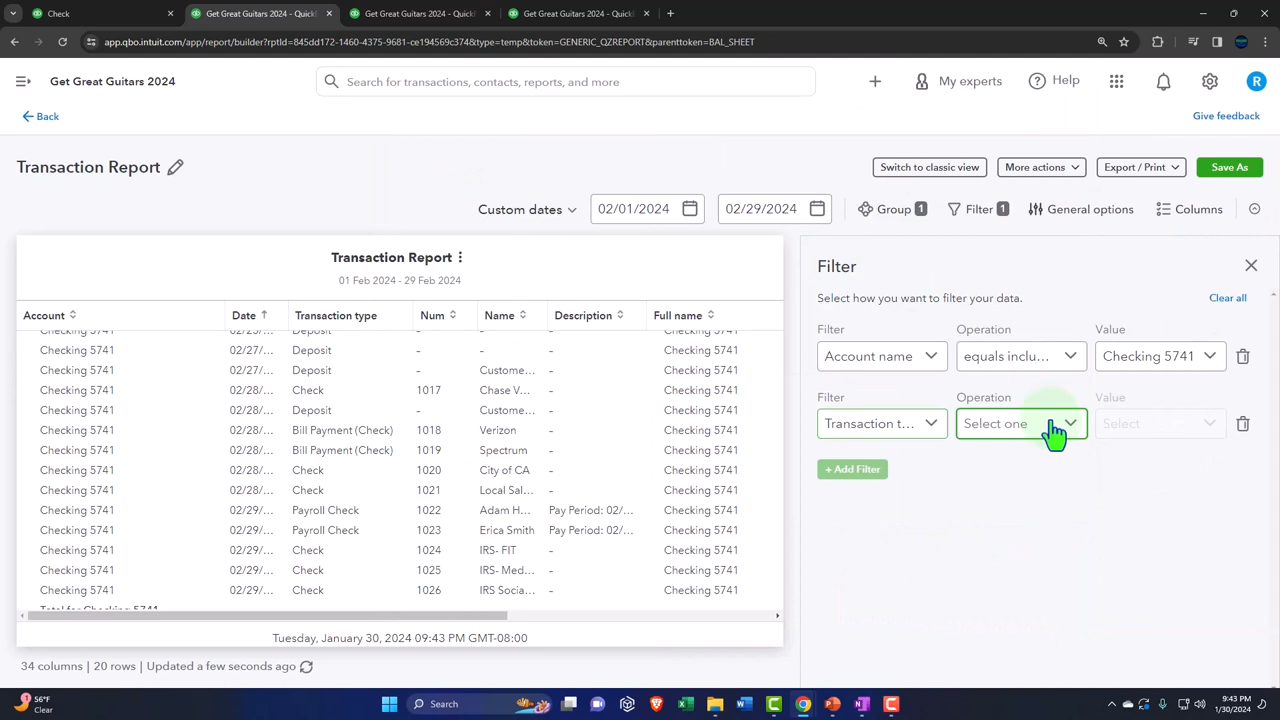 Check
Get Great Guitars 2024 - Quick
Get Great Guitars 2024 - Quick
Get Great Guitars 2024 - Quick
app.qbo.intuit.com/app/report/builder?rptId=845dd172-1460-4375-9681-ce194569c374&type=temp&token=GENERIC_QZREPORT&parenttoken=BAL_SHEET
Get Great Guitars 2024
Search for transactions, contacts, reports, and more
My experts
Help
R
Back
Give feedback
Transaction Report
Switch to classic view
More actions
Export / Print
Save As
Custom dates
02/01/2024
02/29/2024
Group 1
Filter 1
General options
Columns
Transaction Report
01 Feb 2024 - 29 Feb 2024
Account Date Transaction type Num Name Description Full name
Checking 5741 02/25/... Deposit - - - Checking 5741
Checking 5741 02/27/... Deposit - - - Checking 5741
Checking 5741 02/27/... Deposit - Custome... - Checking 5741
Checking 5741 02/28/... Check 1017 Chase V... - Checking 5741
Checking 5741 02/28/... Deposit - Custome... - Checking 5741
Checking 5741 02/28/... Bill Payment (Check) 1018 Verizon - Checking 5741
Checking 5741 02/28/... Bill Payment (Check) 1019 Spectrum - Checking 5741
Checking 5741 02/28/... Check 1020 City of CA - Checking 5741
Checking 5741 02/28/... Check 1021 Local Sal... - Checking 5741
Checking 5741 02/29/... Payroll Check 1022 Adam H... Pay Period: 02/... Checking 5741
Checking 5741 02/29/... Payroll Check 1023 Erica Smith Pay Period: 02/... Checking 5741
Checking 5741 02/29/... Check 1024 IRS- FIT - Checking 5741
Checking 5741 02/29/... Check 1025 IRS- Med... - Checking 5741
Checking 5741 02/29/... Check 1026 IRS Socia... - Checking 5741
Total for Checking 5741
Tuesday, January 30, 2024 09:43 PM GMT-08:00
34 columns | 20 rows | Updated a few seconds ago
Filter
Select how you want to filter your data.
Clear all
Filter Operation Value
Account name equals inclu... Checking 5741
Filter Operation Value
Transaction t... Select one Select
+ Add Filter
56°F
Clear
Search
9:43 PM
1/30/2024